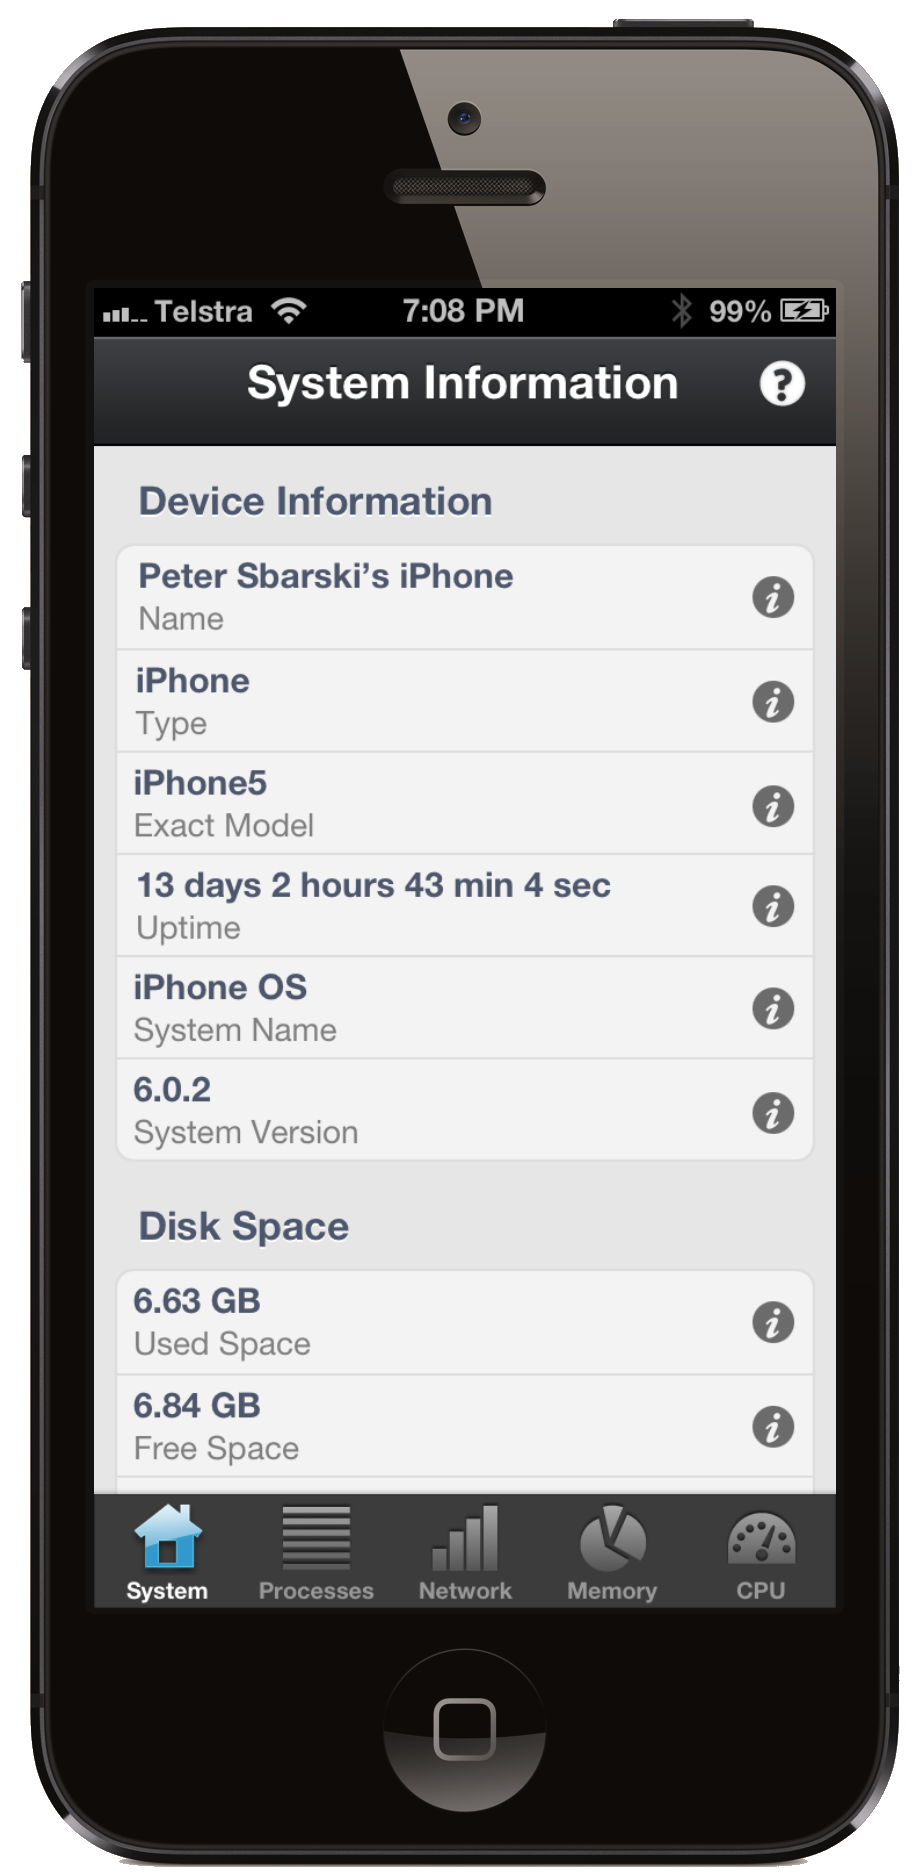 Telstra 7:08 PM 99%
System Information ?
Device Information
Peter Sbarski’s iPhone
Name
iPhone
Type
iPhone5
Exact Model
13 days 2 hours 43 min 4 sec
Uptime
iPhone OS
System Name
6.0.2
System Version
Disk Space
6.63 GB
Used Space
6.84 GB
Free Space
System Processes Network Memory CPU